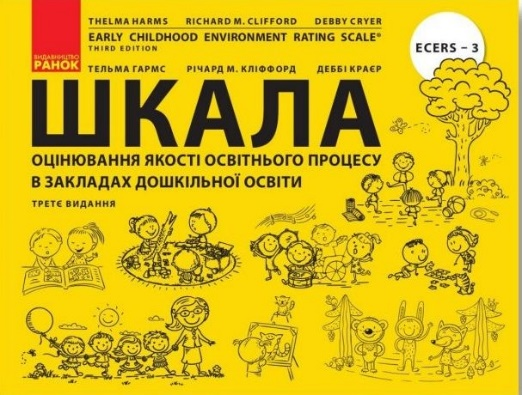 THELMA HARMS RICHARD M. CLIFFORD DEBBY CRYER
EARLY CHILDHOOD ENVIRONMENT RATING SCALE®
THIRD EDITION
ECERS – 3
ВИДАВНИЦТВО
РАНОК
ТЕЛЬМА ГАРМС РІЧАРД М. КЛІФФОРД ДЕББІ КРАЄР
ШКАЛА
ОЦІНЮВАННЯ ЯКОСТІ ОСВІТНЬОГО ПРОЦЕСУ
В ЗАКЛАДАХ ДОШКІЛЬНОЇ ОСВІТИ
ТРЕТЄ ВИДАННЯ